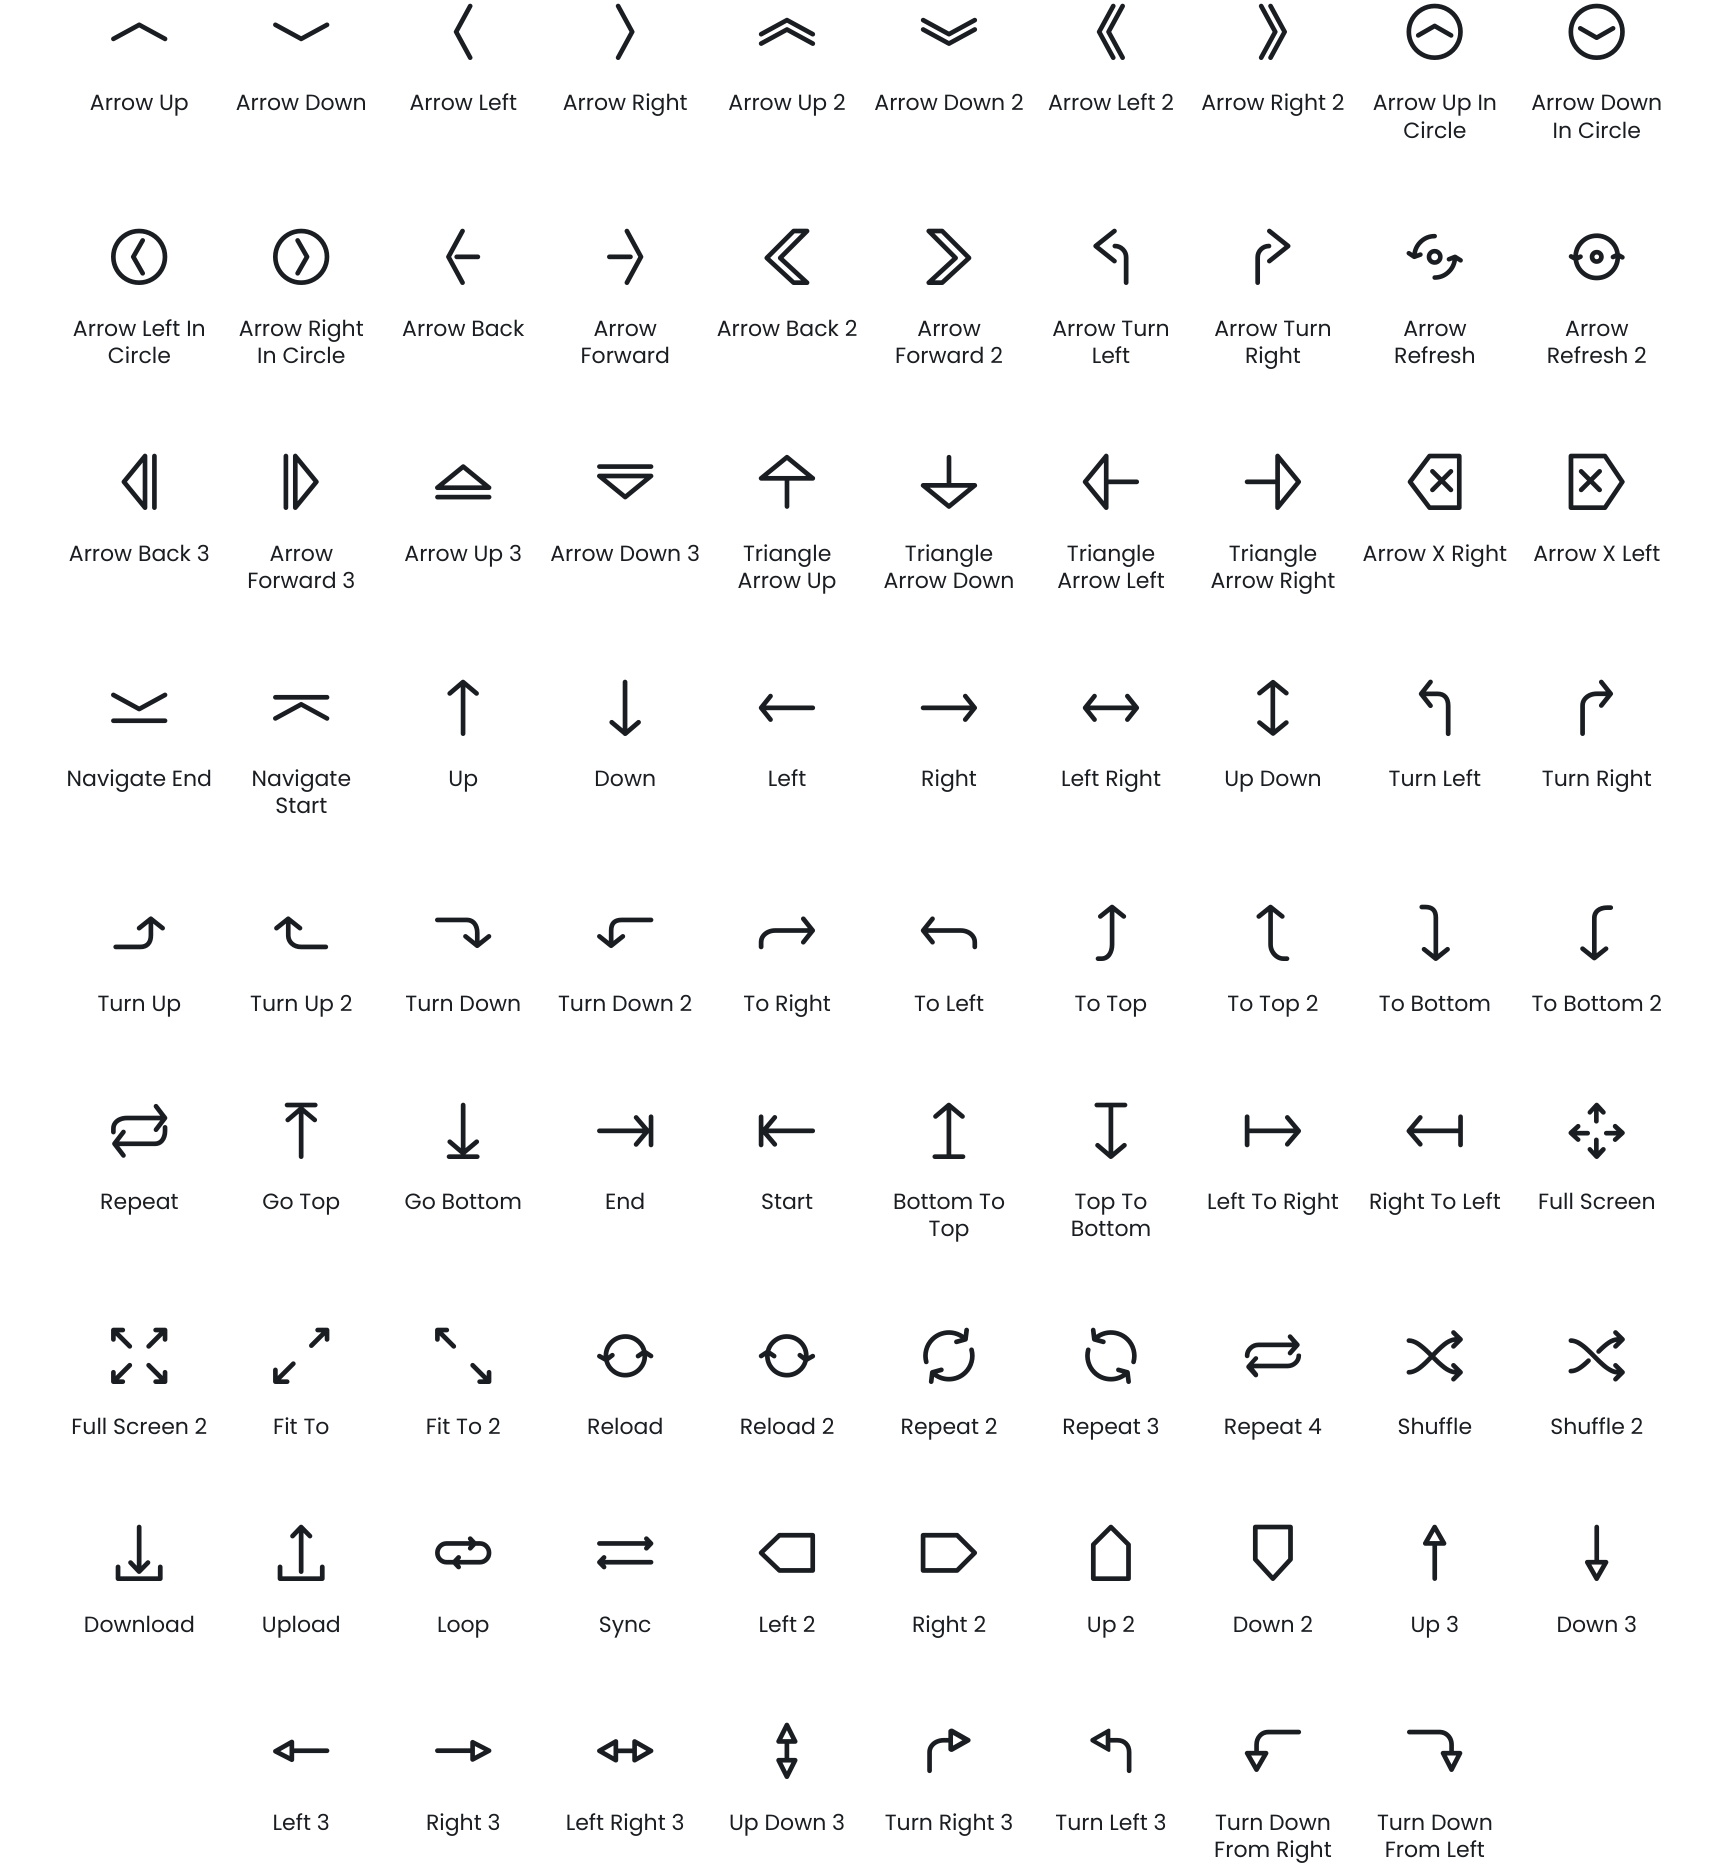 Arrow Up Arrow Down Arrow Left Arrow Right Arrow Up 2 Arrow Down 2 Arrow Left 2 Arrow Right 2 Arrow Up In Arrow Down
Circle In Circle
Arrow Left In Arrow Right Arrow Back Arrow Arrow Back 2 Arrow Arrow Turn Arrow Turn Arrow Arrow
Circle In Circle Forward Forward 2 Left Right Refresh Refresh 2
Arrow Back 3 Arrow Arrow Up 3 Arrow Down 3 Triangle Triangle Triangle Triangle Arrow X Right Arrow X Left
Forward 3 Arrow Up Arrow Down Arrow Left Arrow Right
Navigate End Navigate Up Down Left Right Left Right Up Down Turn Left Turn Right
Start
Turn Up Turn Up 2 Turn Down Turn Down 2 To Right To Left To Top To Top 2 To Bottom To Bottom 2
Repeat Go Top Go Bottom End Start Bottom To Top To Left To Right Right To Left Full Screen
Top Bottom
Full Screen 2 Fit To Fit To 2 Reload Reload 2 Repeat 2 Repeat 3 Repeat 4 Shuffle Shuffle 2
Download Upload Loop Sync Left 2 Right 2 Up 2 Down 2 Up 3 Down 3
Left 3 Right 3 Left Right 3 Up Down 3 Turn Right 3 Turn Left 3 Turn Down Turn Down
From Right From Left